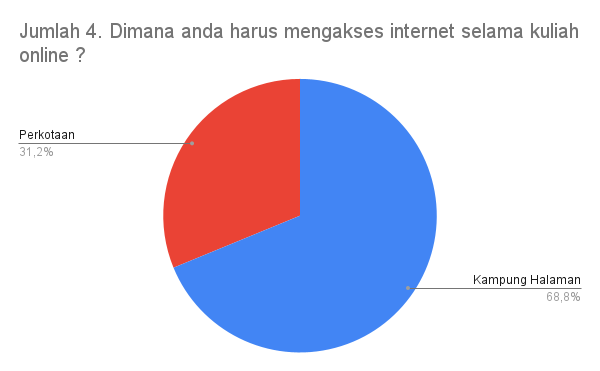 Jumlah 4. Dimana anda harus mengakses internet selama kuliah
online ?
Perkotaan
31,2%
Kampung Halaman
68,8%